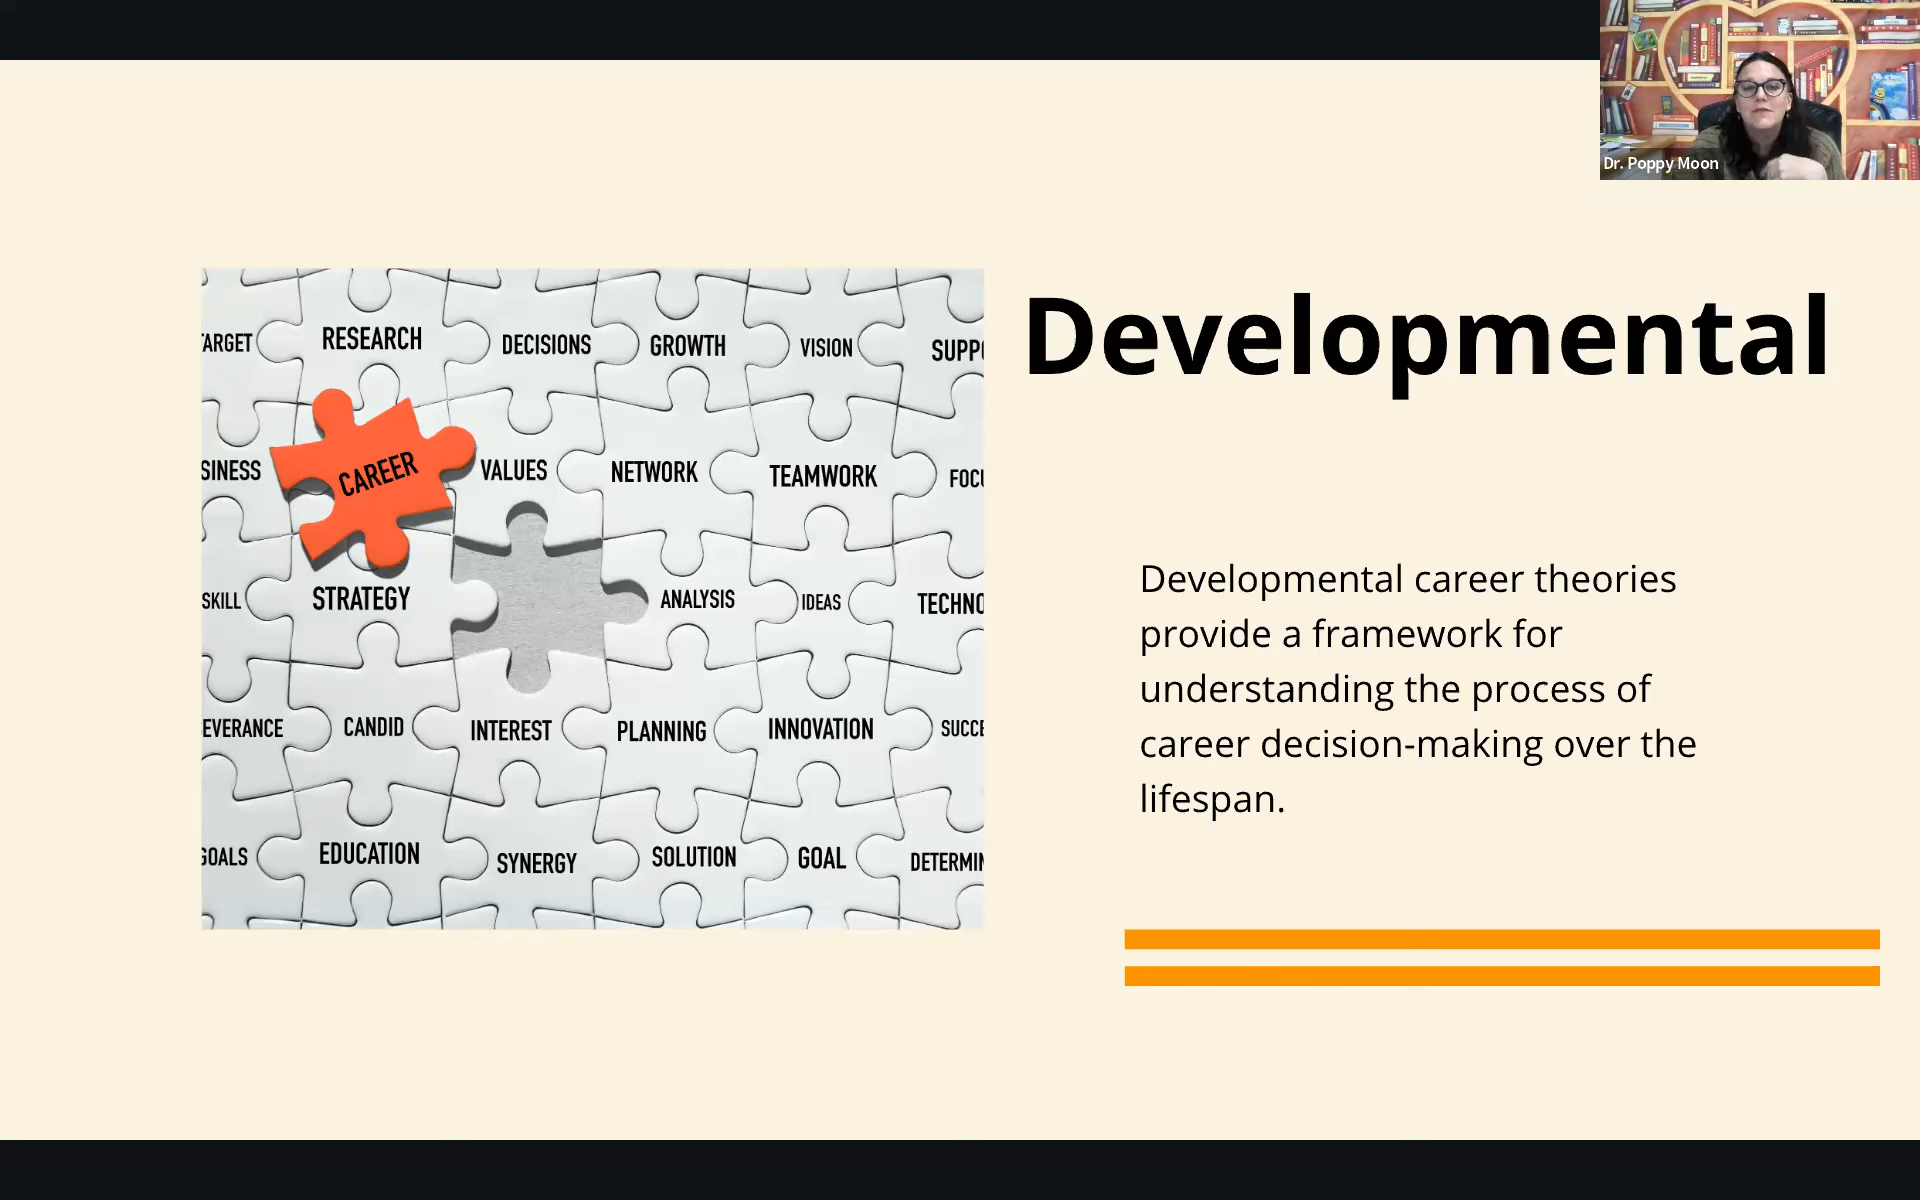 Dr. Poppy Moon
Developmental
Developmental career theories
provide a framework for
understanding the process of
career decision-making over the
lifespan.
ARGET RESEARCH DECISIONS GROWTH VISION SUPP
SINESS CAREER VALUES NETWORK TEAMWORK FOCU
SKILL STRATEGY ANALYSIS IDEAS TECHNO
EVERANCE CANDID INTEREST PLANNING INNOVATION SUCCE
GOALS EDUCATION SYNERGY SOLUTION GOAL DETERMIN